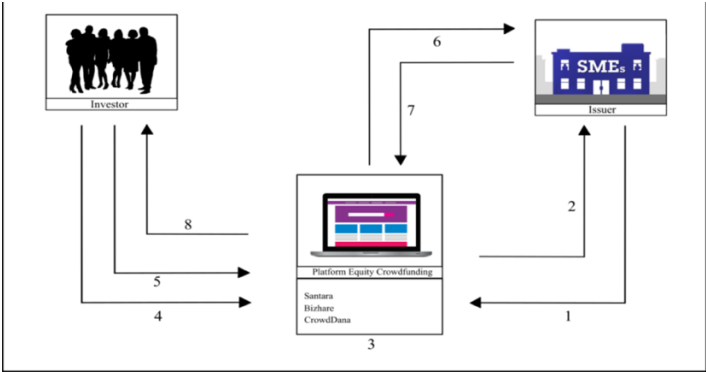 6
SMEs
Investor
Issuer
7
2
8
Platform Equity Crowdfunding
5
Santara
Bizhare
CrowdDana
4
1
3